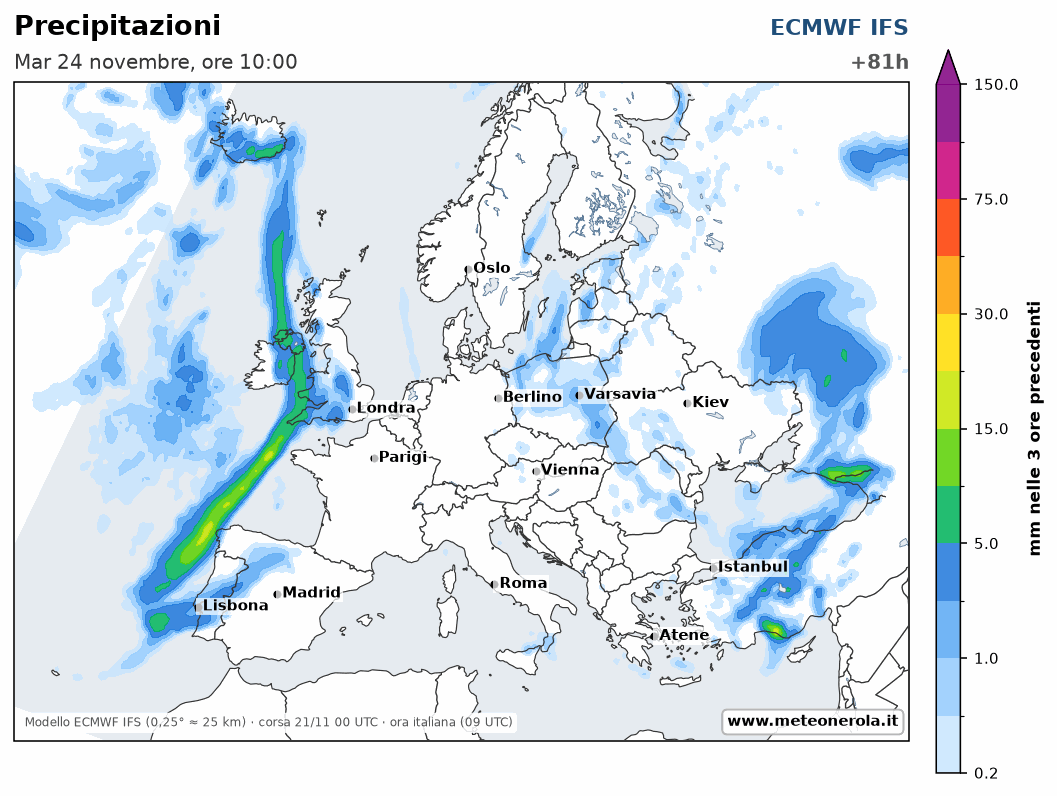 Precipitazioni
ECMWF IFS
Mar 24 novembre, ore 10:00
+81h
150.0
75.0
30.0
15.0
5.0
1.0
0.2
mm nelle 3 ore precedenti
Oslo
Londra
Berlino
Varsavia
Kiev
Parigi
Vienna
Istanbul
Roma
Madrid
Lisbona
Atene
Modello ECMWF IFS (0,25° ≈ 25 km) · corsa 21/11 00 UTC · ora italiana (09 UTC)
www.meteonerola.it